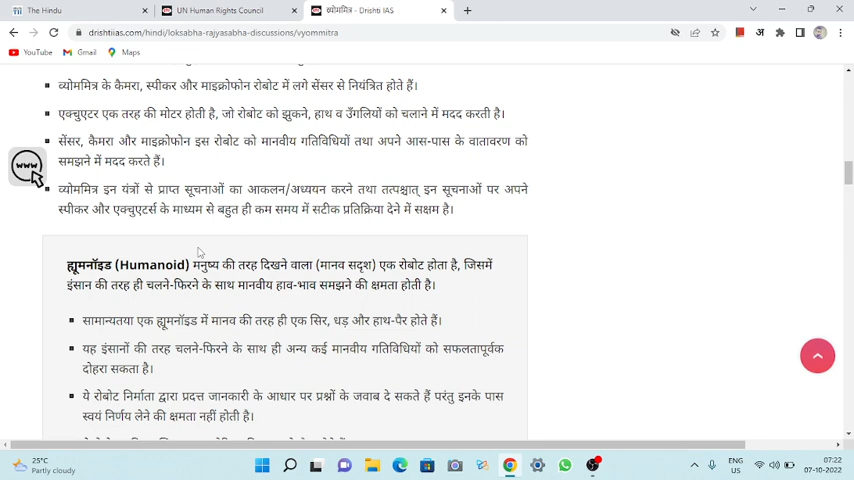 The Hindu
UN Human Rights Council
व्योममित्र - Drishti IAS
drishtiias.com/hindi/loksabha-rajyasabha-discussions/vyommitra
YouTube
Gmail
Maps
व्योममित्र के कैमरा, स्पीकर और माइक्रोफोन रोबोट में लगे सेंसर से नियंत्रित होते हैं।
एक्चुएटर एक तरह की मोटर होती है, जो रोबोट को झुकने, हाथ व उँगलियों को चलाने में मदद करती है।
सेंसर, कैमरा और माइक्रोफोन इस रोबोट को मानवीय गतिविधियों तथा अपने आस-पास के वातावरण को
समझने में मदद करते हैं।
www
व्योममित्र इन यंत्रों से प्राप्त सूचनाओं का आकलन/अध्ययन करने तथा तत्पश्चात् इन सूचनाओं पर अपने
स्पीकर और एक्चुएटर्स के माध्यम से बहुत ही कम समय में सटीक प्रतिक्रिया देने में सक्षम है।
ह्यूमनॉइड (Humanoid) मनुष्य की तरह दिखने वाला (मानव सदृश) एक रोबोट होता है, जिसमें
इंसान की तरह ही चलने-फिरने के साथ मानवीय हाव-भाव समझने की क्षमता होती है।
सामान्यतया एक ह्यूमनॉइड में मानव की तरह ही एक सिर, धड़ और हाथ-पैर होते हैं।
यह इंसानों की तरह चलने-फिरने के साथ ही अन्य कई मानवीय गतिविधियों को सफलतापूर्वक
दोहरा सकता है।
ये रोबोट निर्माता द्वारा प्रदत्त जानकारी के आधार पर प्रश्नों के जवाब दे सकते हैं परंतु इनके पास
स्वयं निर्णय लेने की क्षमता नहीं होती है।
25°C
Partly cloudy
ENG
US
07:22
07-10-2022